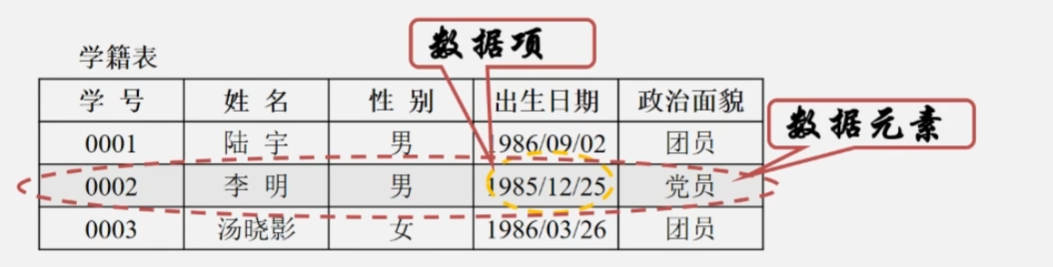 数据项
学籍表
学 号 姓 名 性 别 出生日期 政治面貌
数据元素
0001 陆 宇 男 1986/09/02 团员
0002 李 明 男 1985/12/25 党员
0003 汤晓影 女 1986/03/26 团员